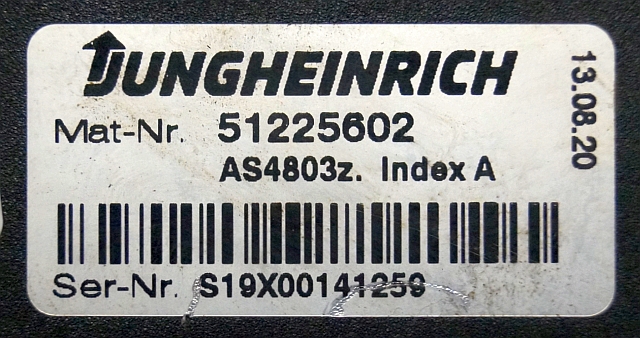 JUNGHEINRICH
Mat-Nr. 51225602
AS4803z. Index A
Ser-Nr. S19X00141259
13.08.20